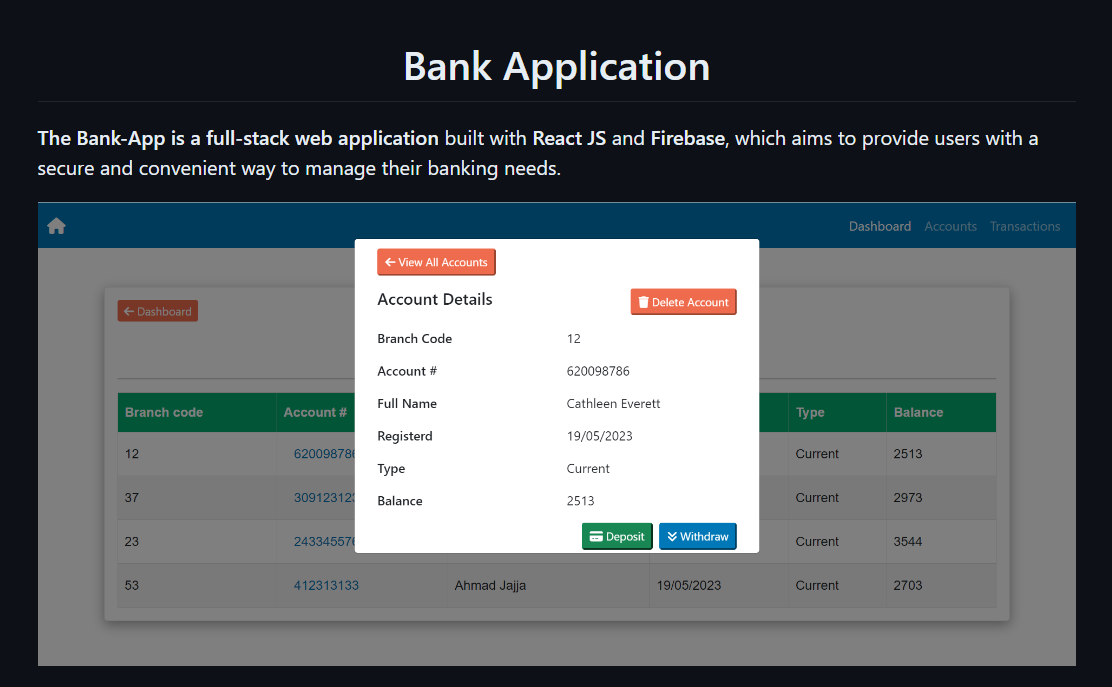 Bank Application
The Bank-App is a full-stack web application built with React JS and Firebase, which aims to provide users with a
secure and convenient way to manage their banking needs.
Dashboard Accounts Transactions
View All Accounts
Account Details
Delete Account
Branch Code 12
Account # 620098786
Full Name Cathleen Everett
Registerd 19/05/2023
Type Current
Balance 2513
Deposit Withdraw
Dashboard
Branch code Account # Type Balance
12 62009878 Current 2513
37 30912312 Current 2973
23 24334557 Current 3544
53 412313133 Ahmad Jajja 19/05/2023 Current 2703